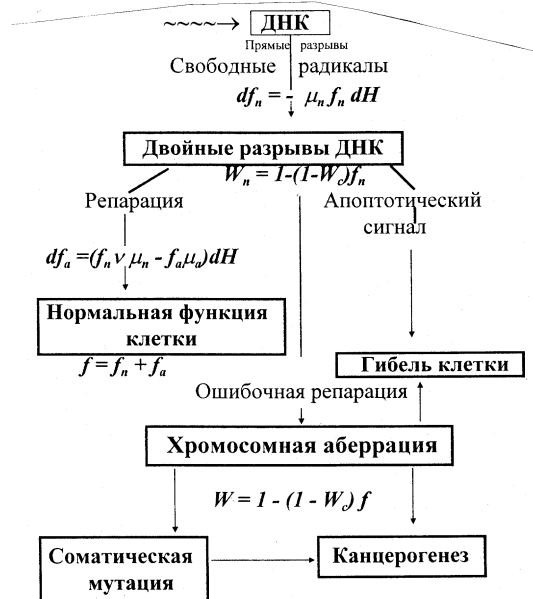 ~~~~→ ДНК
Прямые разрывы
Свободные радикалы
df_n = - μ_n f_n dH
Двойные разрывы ДНК
W_n = 1-(1-W_c)f_n
Репарация
Апоптотический
сигнал
df_a =(f_n ν μ_n - f_a μ_a)dH
Нормальная функция
клетки
f = f_n + f_a
Гибель клетки
Ошибочная репарация
Хромосомная аберрация
W = 1 - (1 - W_c) f
Соматическая
мутация
Канцерогенез